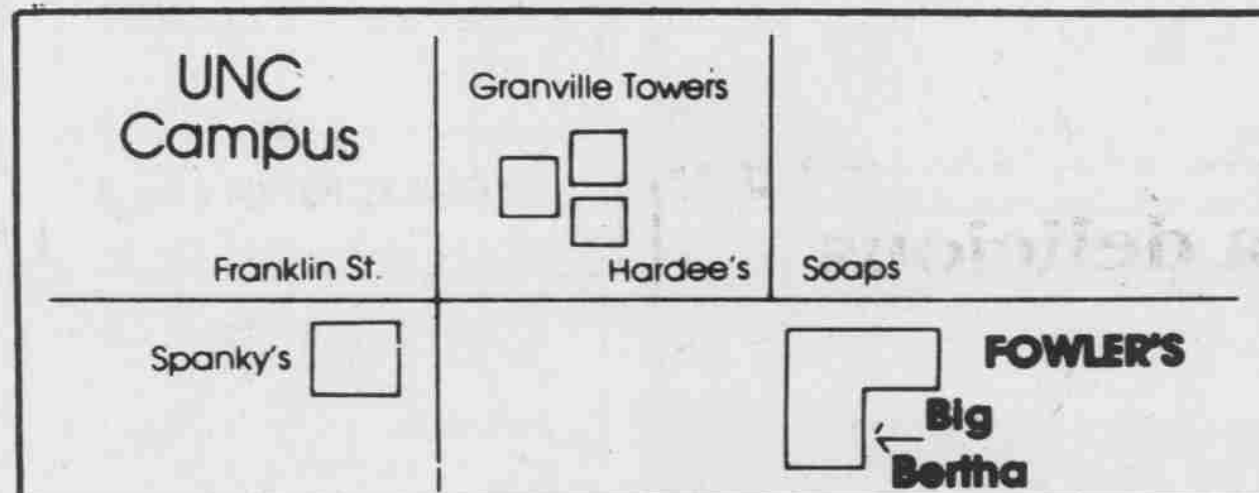 UNC
Campus
Granville Towers
Franklin St.
Hardee's
Soaps
Spanky's
FOWLER'S
Big
Bertha